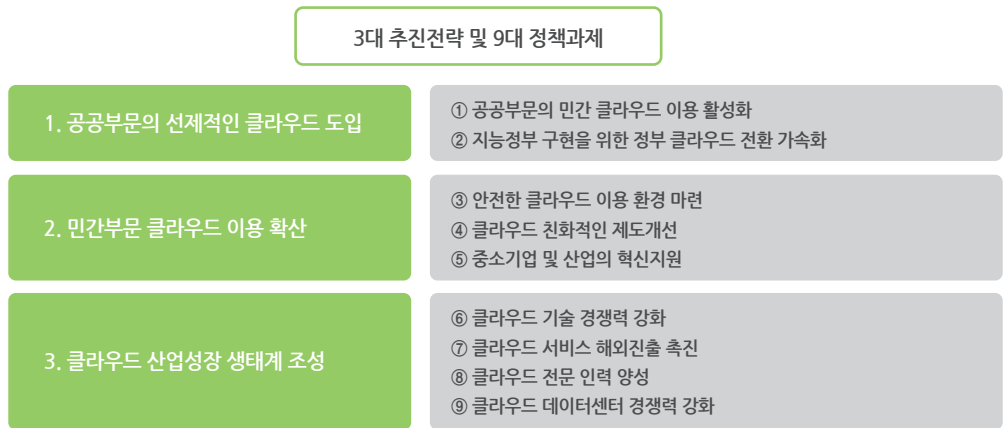 3대 추진전략 및 9대 정책과제
1. 공공부문의 선제적인 클라우드 도입
① 공공부문의 민간 클라우드 이용 활성화
② 지능정부 구현을 위한 정부 클라우드 전환 가속화
2. 민간부문 클라우드 이용 확산
③ 안전한 클라우드 이용 환경 마련
④ 클라우드 친화적인 제도개선
⑤ 중소기업 및 산업의 혁신지원
3. 클라우드 산업성장 생태계 조성
⑥ 클라우드 기술 경쟁력 강화
⑦ 클라우드 서비스 해외진출 촉진
⑧ 클라우드 전문 인력 양성
⑨ 클라우드 데이터센터 경쟁력 강화